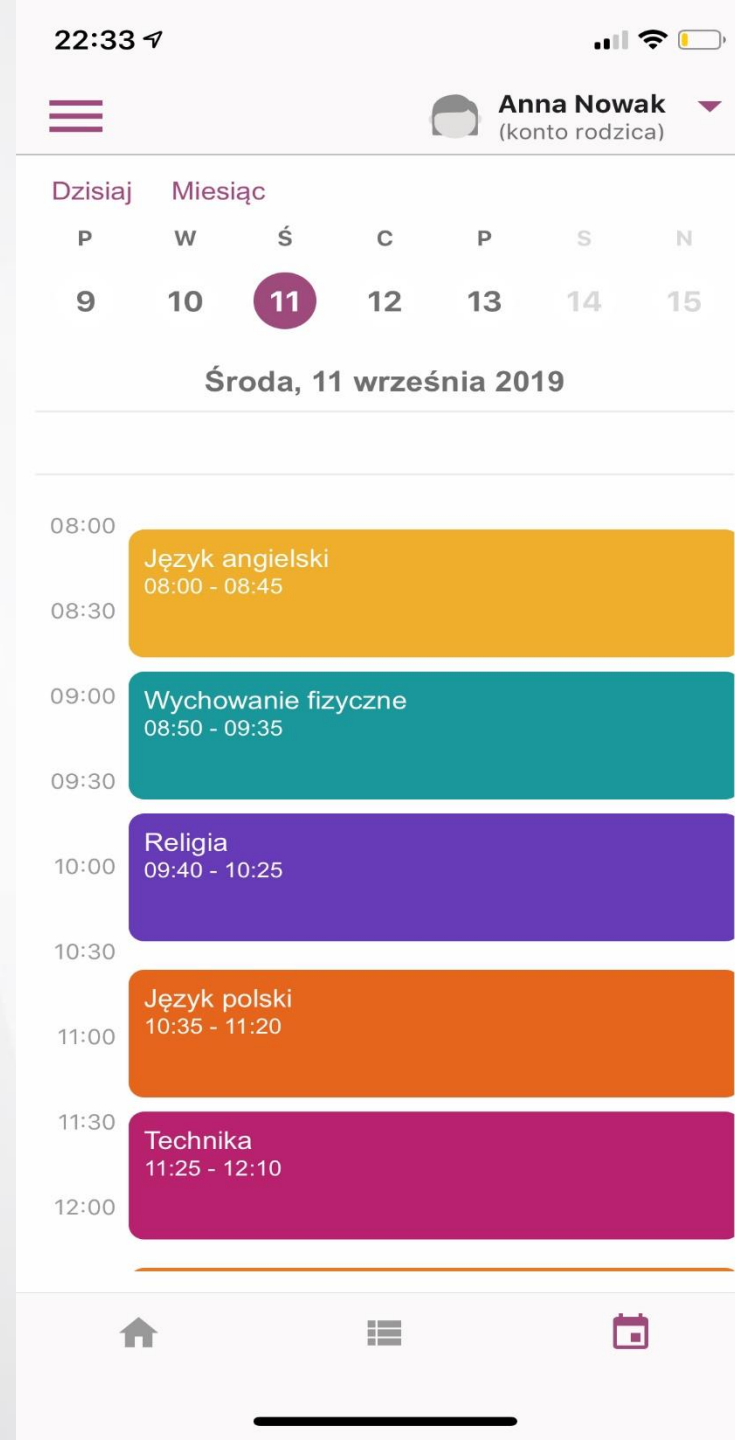 22:33
Anna Nowak
(konto rodzica)
Dzisiaj Miesiąc
P W Ś C P S N
9 10 11 12 13 14 15
Środa, 11 września 2019
08:00
Język angielski
08:00 - 08:45
08:30
09:00
Wychowanie fizyczne
08:50 - 09:35
09:30
Religia
10:00
09:40 - 10:25
10:30
Język polski
10:35 - 11:20
11:00
11:30
Technika
11:25 - 12:10
12:00